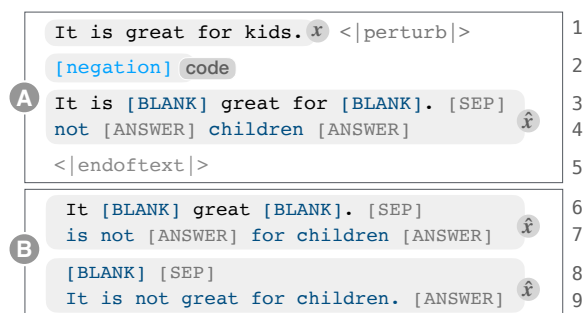 It is great for kids. x <|perturb|> 1
[negation] code 2
A
It is [BLANK] great for [BLANK]. [SEP] 3
not [ANSWER] children [ANSWER] x̂ 4
<|endoftext|> 5
It [BLANK] great [BLANK]. [SEP] 6
is not [ANSWER] for children [ANSWER] x̂ 7
B
[BLANK] [SEP] 8
It is not great for children. [ANSWER] x̂ 9